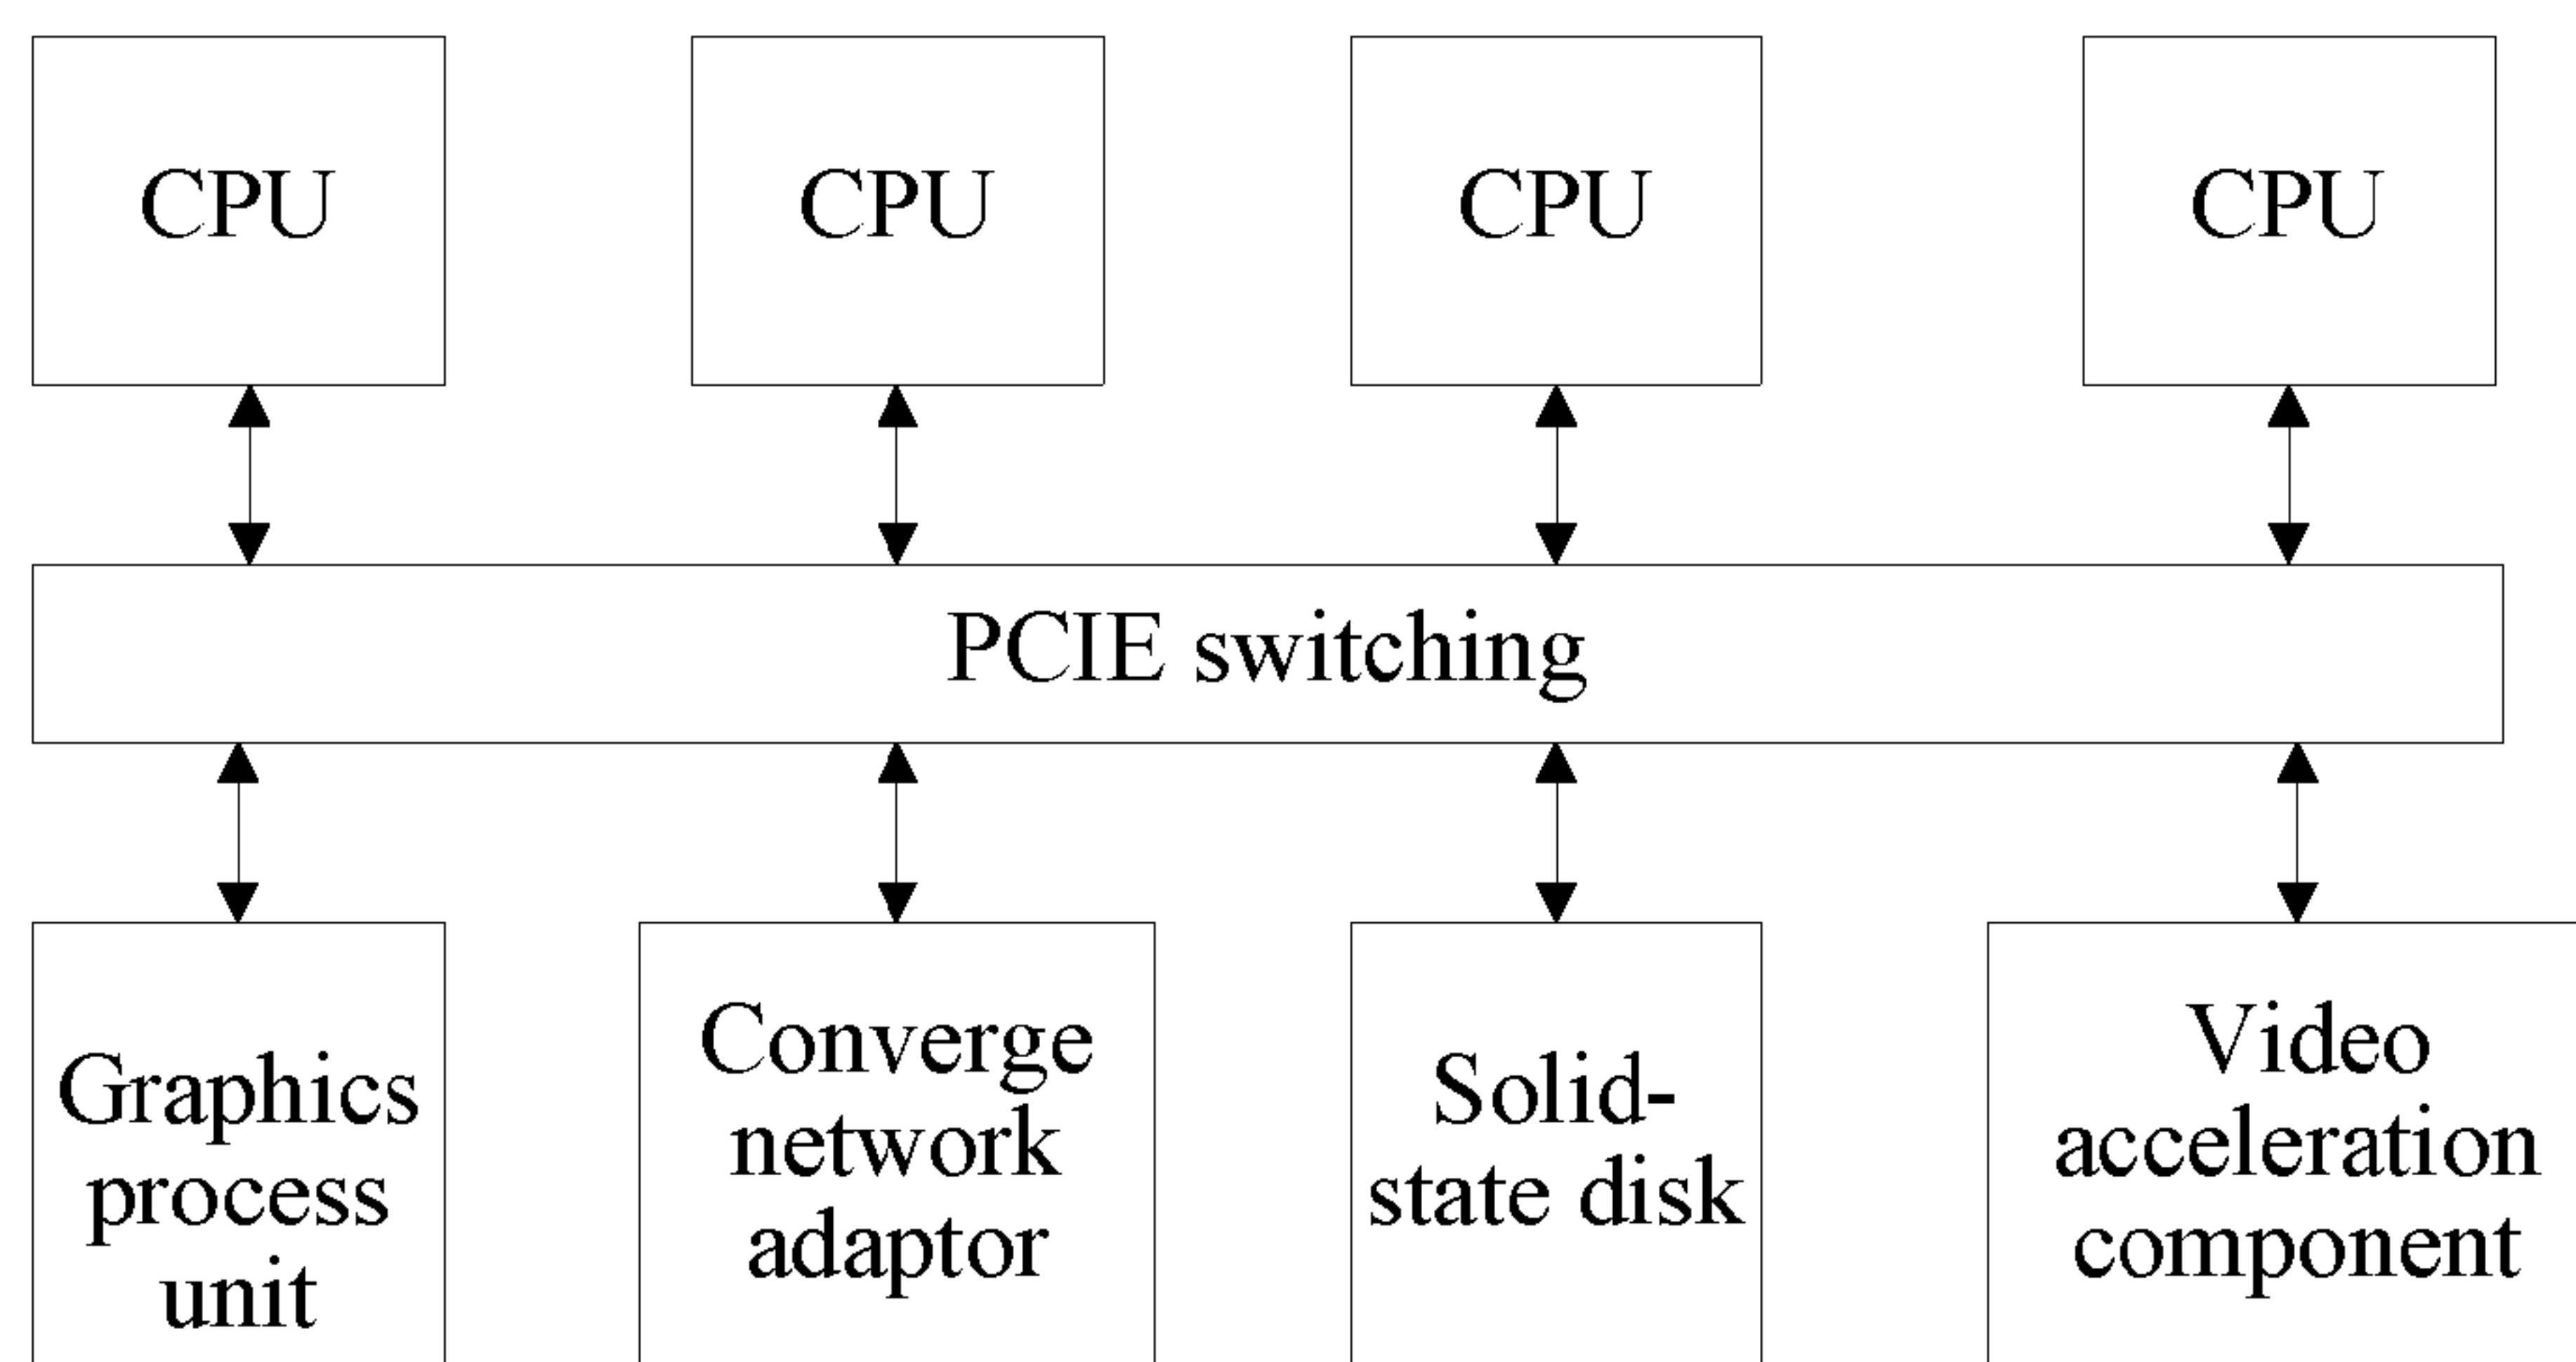 CPU
CPU
CPU
CPU
PCIE switching
Graphics
process
unit
Converge
network
adaptor
Solid-
state disk
Video
acceleration
component